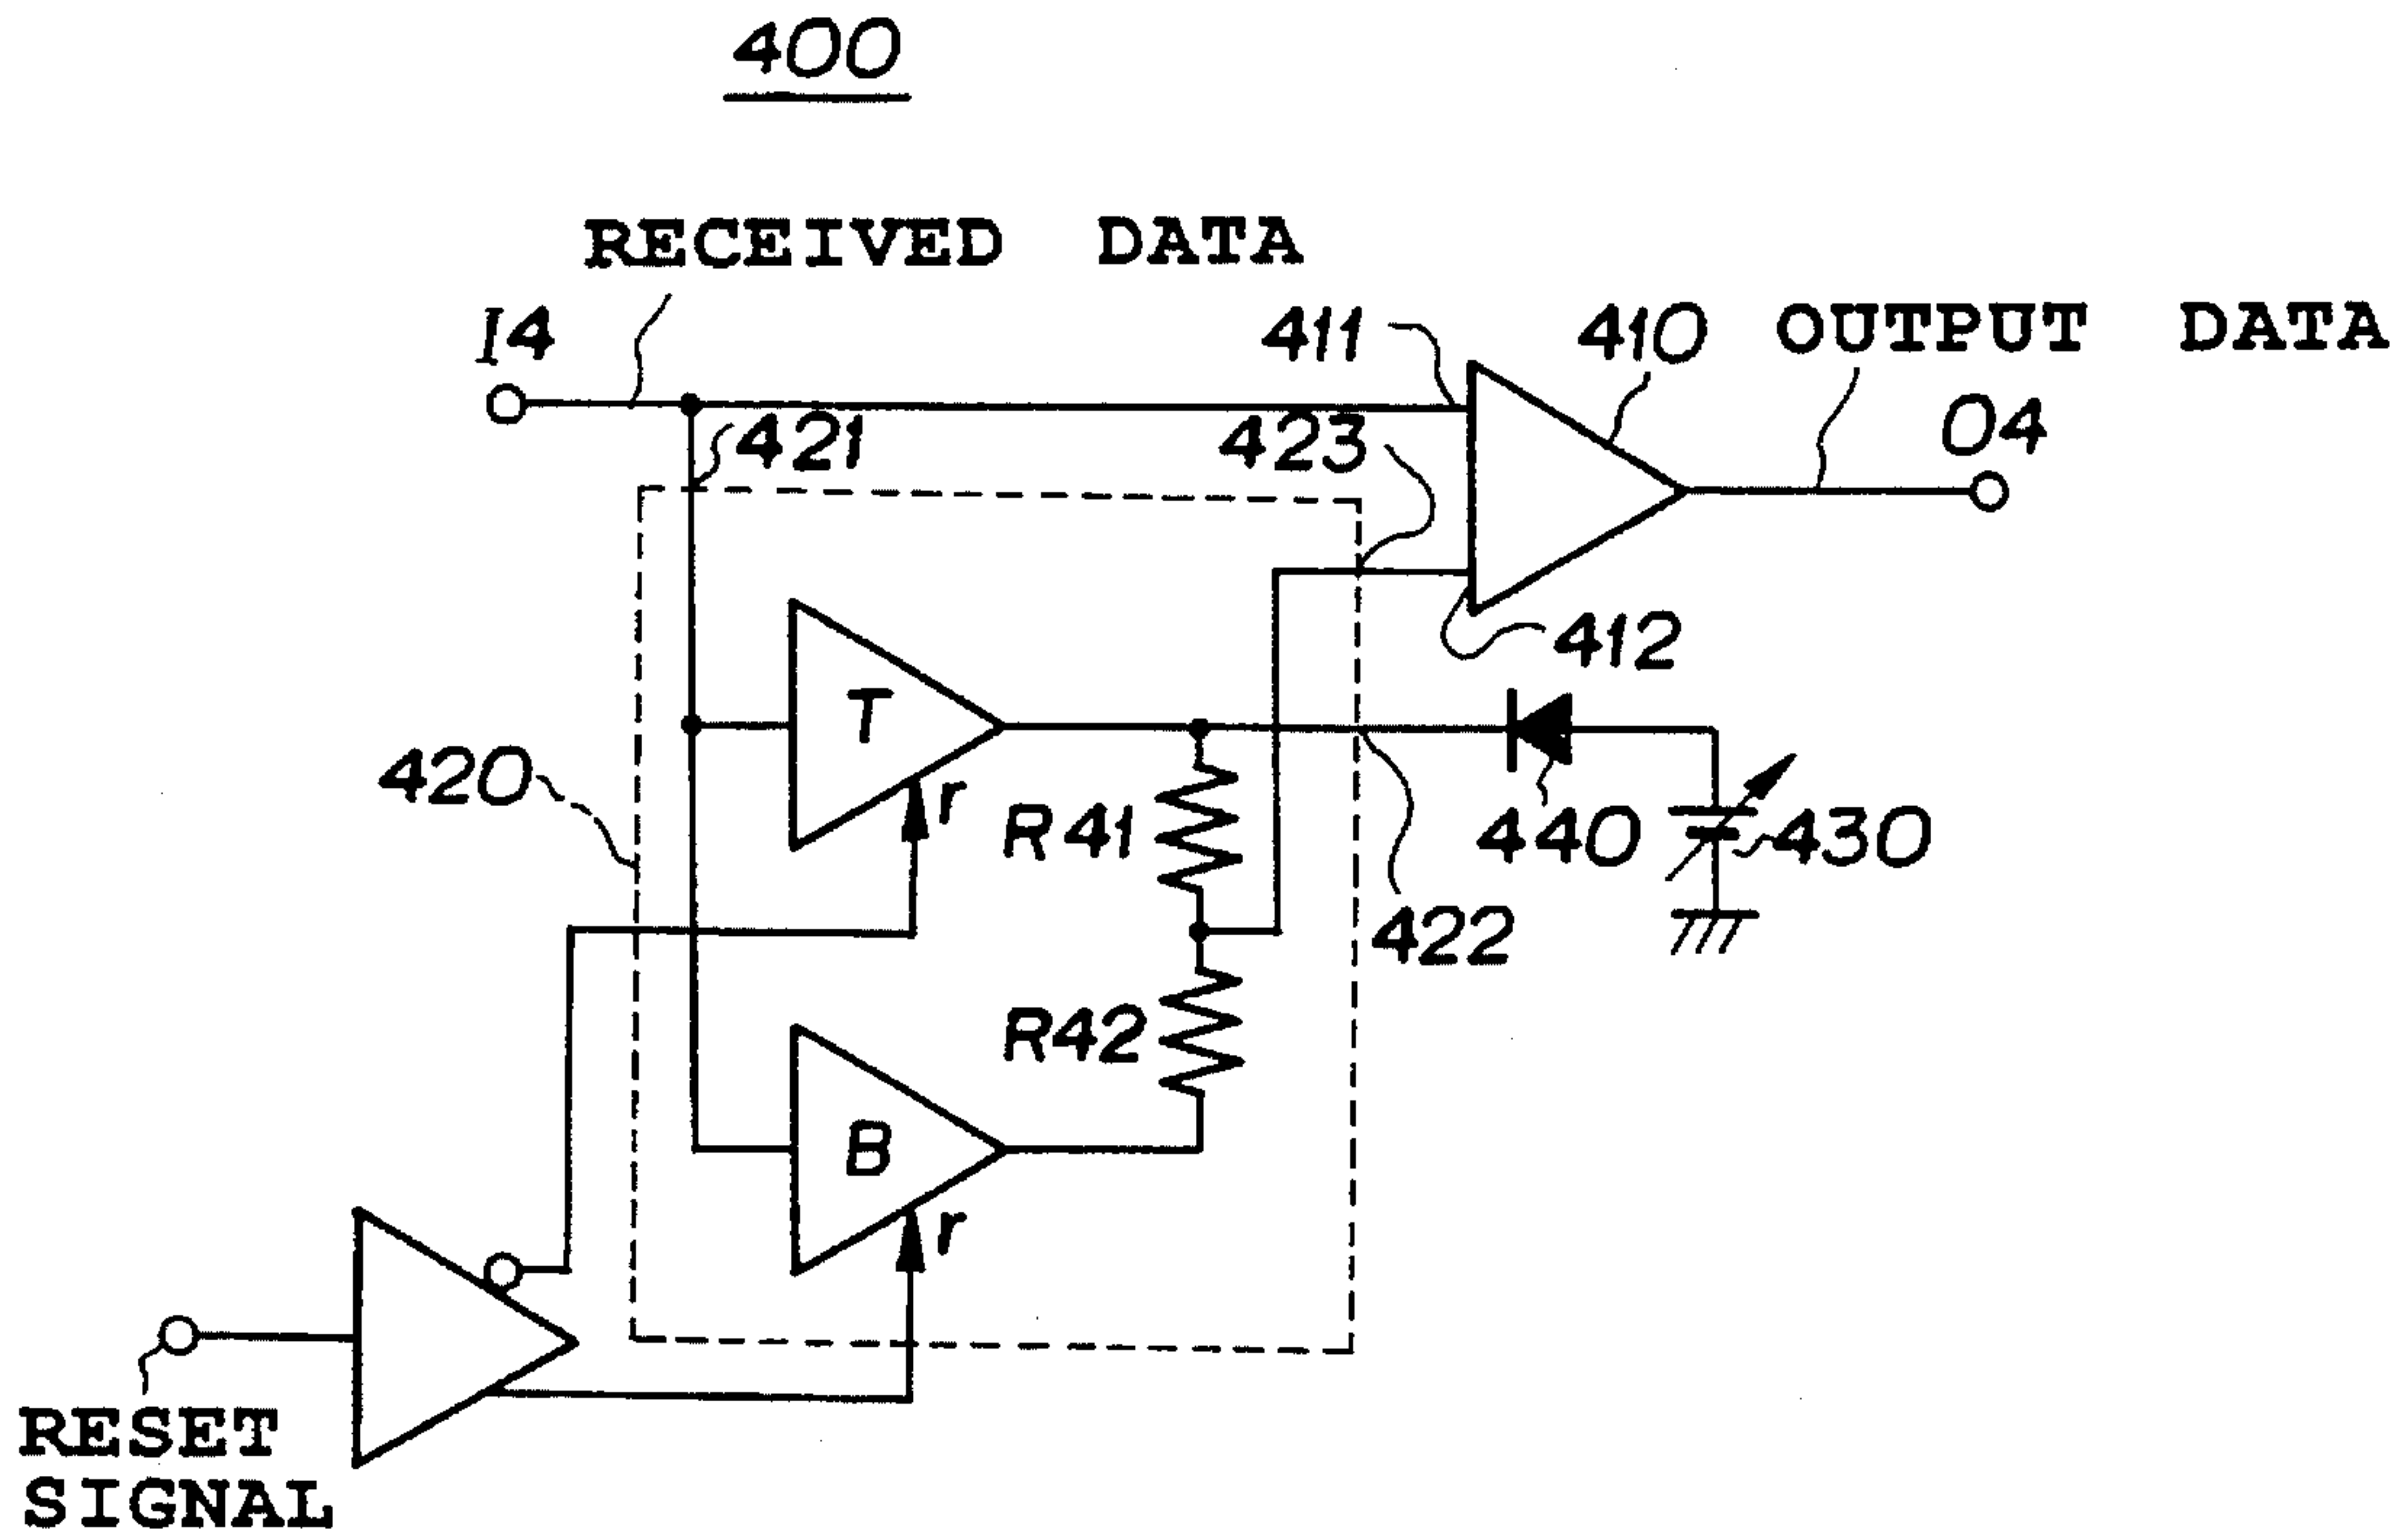 400
RECEIVED DATA
I4
411
410
OUTPUT DATA
O4
421
423
412
T
420
r
R41
440
430
422
R42
B
r
RESET
SIGNAL